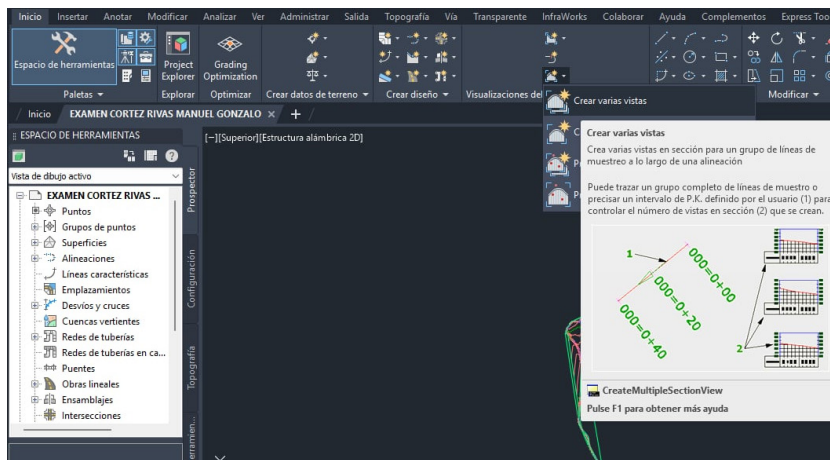 Inicio Insertar Anotar Modificar Analizar Ver Administrar Salida Topografía Vía Transparente InfraWorks Colaborar Ayuda Complementos Express Too
Espacio de herramientas
Project Explorer
Grading Optimization
Paletas Explorar Optimizar Crear datos de terreno Crear diseño Visualizaciones del Modificar
Inicio EXAMEN CORTEZ RIVAS MANUEL GONZALO × +
Crear varias vistas
ESPACIO DE HERRAMIENTAS
[−][Superior][Estructura alámbrica 2D]
Vista de dibujo activo
EXAMEN CORTEZ RIVAS ...
Puntos
Grupos de puntos
Superficies
Alineaciones
Líneas características
Emplazamientos
Desvíos y cruces
Cuencas vertientes
Redes de tuberías
Redes de tuberías en ca...
Puentes
Obras lineales
Ensamblajes
Intersecciones
Prospector
Configuración
Topografía
Crear varias vistas
Crea varias vistas en sección para un grupo de líneas de
muestreo a lo largo de una alineación
Puede trazar un grupo completo de líneas de muestreo o
precisar un intervalo de P.K. definido por el usuario (1) para
controlar el número de vistas en sección (2) que se crean.
1
000=0+00
000=0+20
000=0+40
2
CreateMultipleSectionView
Pulse F1 para obtener más ayuda